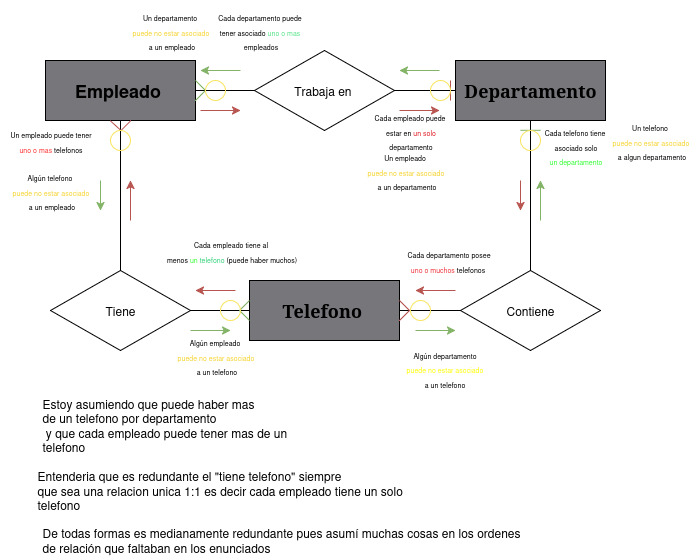 Un departamento
puede no estar asociado
a un empleado
Cada departamento puede
tener asociado uno o mas
empleados
Empleado
Trabaja en
Departamento
Un empleado puede tener
uno o mas telefonos
Algún telefono
puede no estar asociado
a un empleado
Cada empleado puede
estar en un solo
departamento
Un empleado
puede no estar asociado
a un departamento
Cada telefono tiene
asociado solo
un departamento
Un telefono
puede no estar asociado
a algun departamento
Cada empleado tiene al
menos un telefono (puede haber muchos)
Cada departamento posee
uno o muchos telefonos
Tiene
Telefono
Contiene
Algún empleado
puede no estar asociado
a un telefono
Algún departamento
puede no estar asociado
a un telefono
Estoy asumiendo que puede haber mas
de un telefono por departamento
y que cada empleado puede tener mas de un
telefono
Entenderia que es redundante el "tiene telefono" siempre
que sea una relacion unica 1:1 es decir cada empleado tiene un solo
telefono
De todas formas es medianamente redundante pues asumí muchas cosas en los ordenes
de relación que faltaban en los enunciados